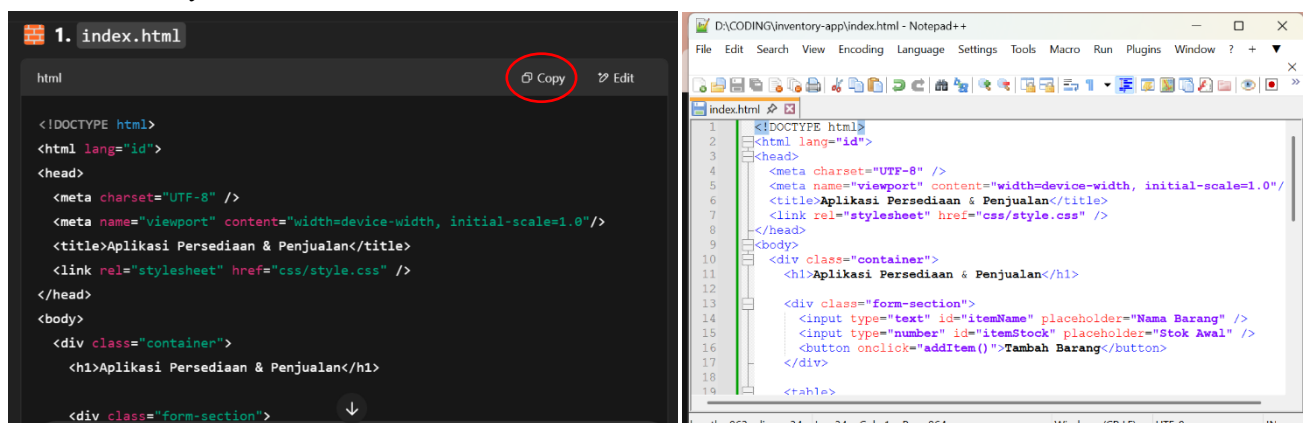 1. index.html
html
Copy
Edit
<!DOCTYPE html>
<html lang="id">
<head>
<meta charset="UTF-8" />
<meta name="viewport" content="width=device-width, initial-scale=1.0"/>
<title>Aplikasi Persediaan & Penjualan</title>
<link rel="stylesheet" href="css/style.css" />
</head>
<body>
<div class="container">
<h1>Aplikasi Persediaan & Penjualan</h1>
<div class="form-section">
D:\CODING\inventory-app\index.html - Notepad++
File Edit Search View Encoding Language Settings Tools Macro Run Plugins Window ? + ▼
index.html
1 <!DOCTYPE html>
2 <html lang="id">
3 <head>
4 <meta charset="UTF-8" />
5 <meta name="viewport" content="width=device-width, initial-scale=1.0"/
6 <title>Aplikasi Persediaan & Penjualan</title>
7 <link rel="stylesheet" href="css/style.css" />
8 </head>
9 <body>
10 <div class="container">
11 <h1>Aplikasi Persediaan & Penjualan</h1>
12
13 <div class="form-section">
14 <input type="text" id="itemName" placeholder="Nama Barang" />
15 <input type="number" id="itemStock" placeholder="Stok Awal" />
16 <button onclick="addItem()">Tambah Barang</button>
17 </div>
18
19 <table>